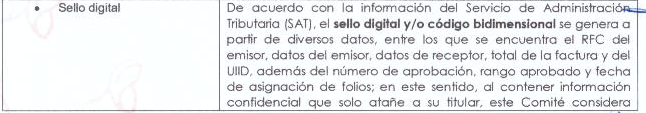 • Sello digital
De acuerdo con la información del Servicio de Administración
Tributaria (SAT), el sello digital y/o código bidimensional se genera a
partir de diversos datos, entre los que se encuentra el RFC del
emisor, datos del emisor, datos de receptor, total de la factura y del
UIID, además del número de aprobación, rango aprobado y fecha
de asignación de folios; en este sentido, al contener información
confidencial que solo atañe a su titular, este Comité considera